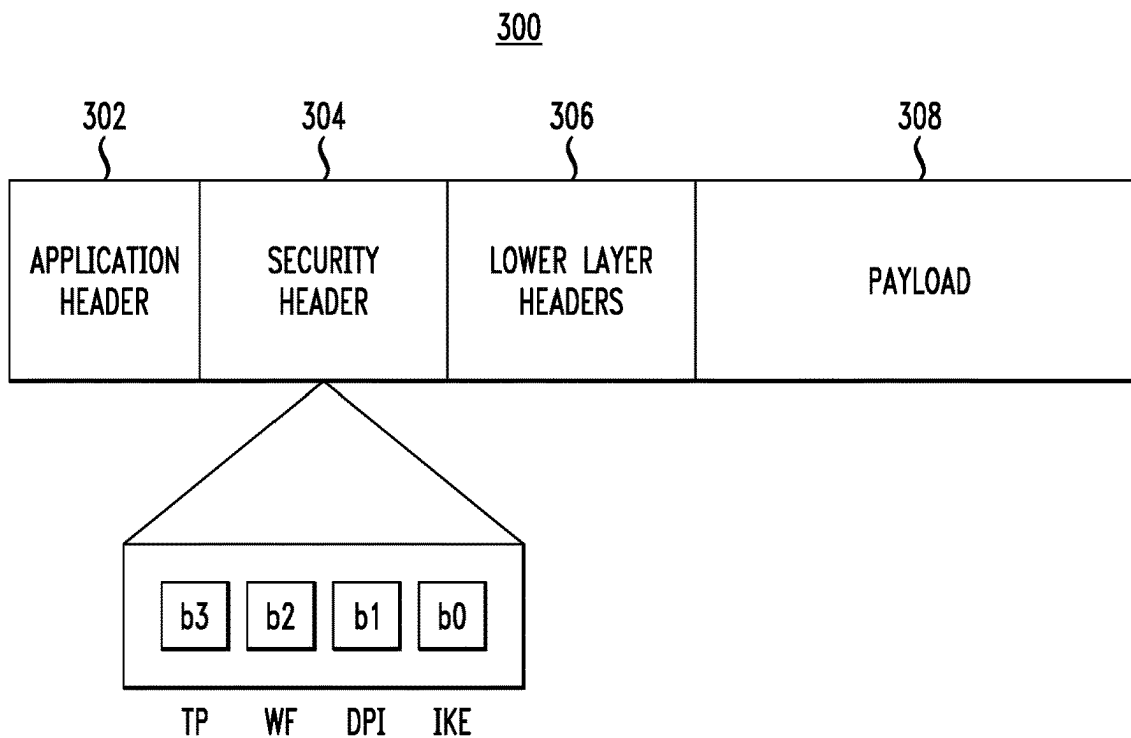 300
302 304 306 308
APPLICATION HEADER
SECURITY HEADER
LOWER LAYER HEADERS
PAYLOAD
b3 b2 b1 b0
TP WF DPI IKE